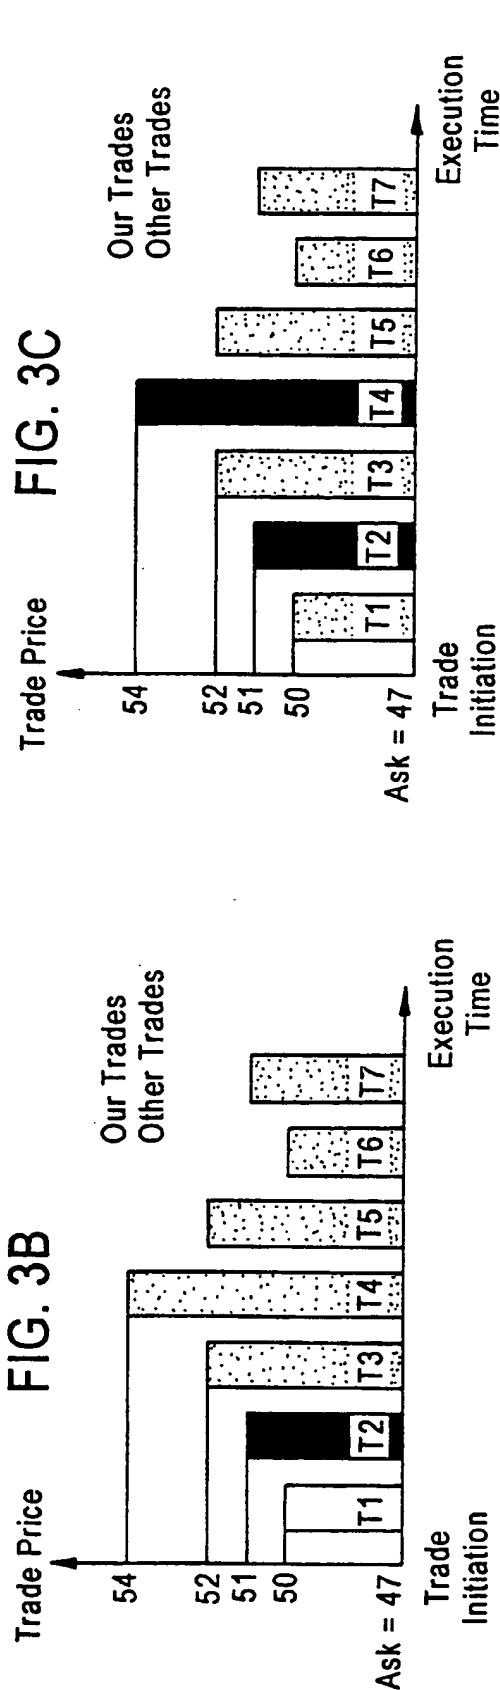 FIG. 3B
Trade Price
Our Trades
Other Trades
54
52
51
50
Ask = 47
T1
T2
T3
T4
T5
T6
T7
Trade
Initiation
Execution
Time
FIG. 3C
Trade Price
Our Trades
Other Trades
54
52
51
50
Ask = 47
T1
T2
T3
T4
T5
T6
T7
Trade
Initiation
Execution
Time